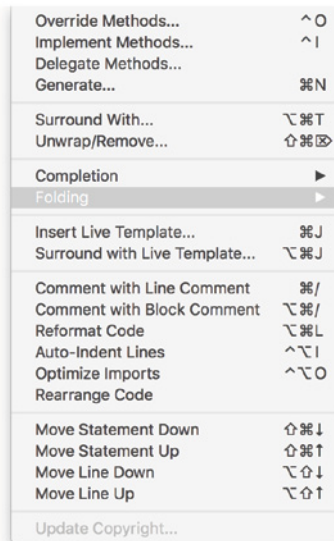 Override Methods... ^O
Implement Methods... ^I
Delegate Methods...
Generate... ⌘N
Surround With... ⌥⌘T
Unwrap/Remove... ⇧⌘⌦
Completion ▶
Folding ▶
Insert Live Template... ⌘J
Surround with Live Template... ⌥⌘J
Comment with Line Comment ⌘/
Comment with Block Comment ⌥⌘/
Reformat Code ⌥⌘L
Auto-Indent Lines ^⌥I
Optimize Imports ^⌥O
Rearrange Code
Move Statement Down ⇧⌘↓
Move Statement Up ⇧⌘↑
Move Line Down ⌥⇧↓
Move Line Up ⌥⇧↑
Update Copyright...